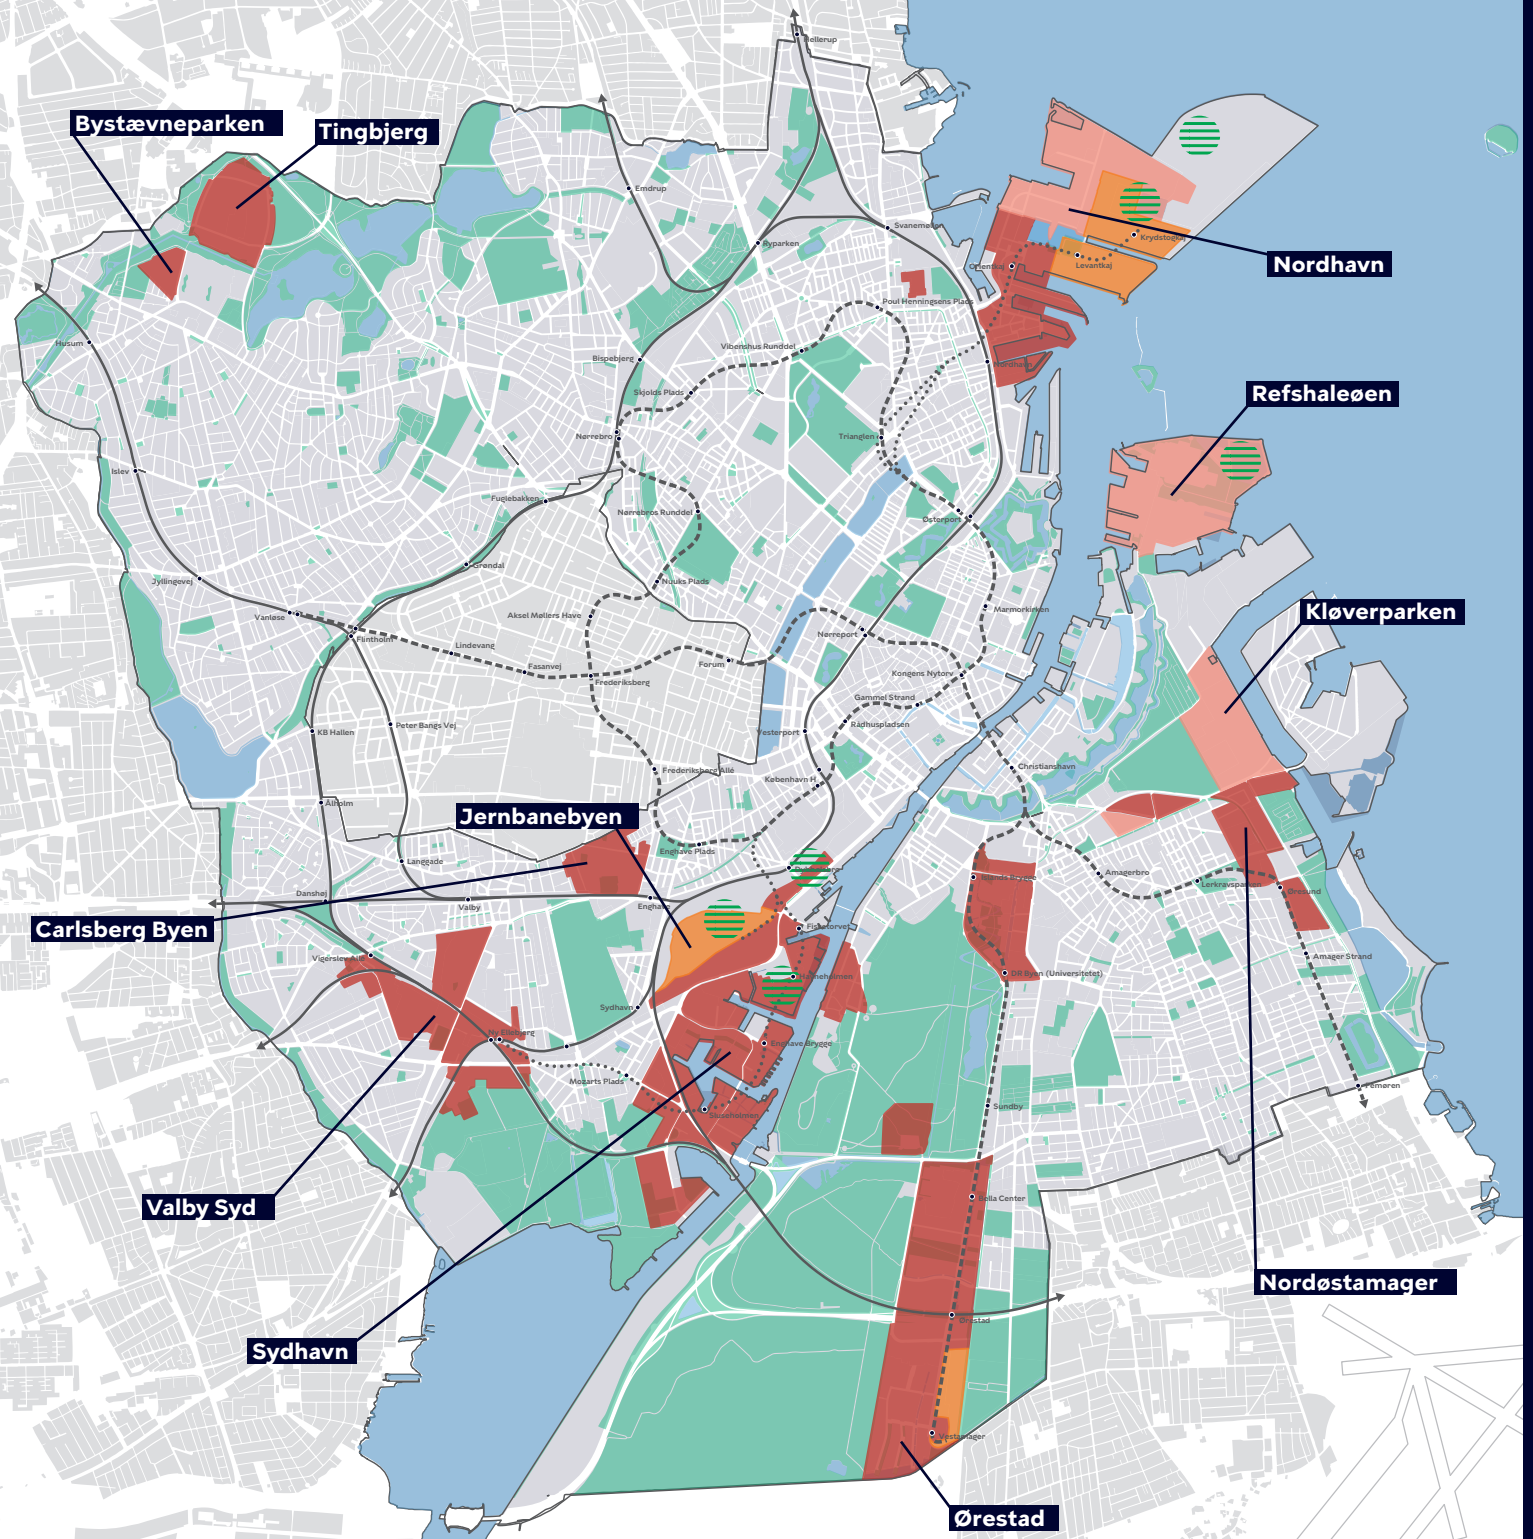 Hellerup
Bystævneparken
Tingbjerg
Emdrup
Svanemøllen
Ryparken
Krydstogkaj
Nordhavn
Orientkaj
Levantkaj
Poul Henningsens Plads
Husum
Vibenshus Runddel
Bispebjerg
Nordhavn
Skjolds Plads
Refshaleøen
Nørrebro
Trianglen
Islev
Fuglebakken
Nørrebros Runddel
Østerport
Grøndal
Jyllingevej
Nuuks Plads
Marmorkirken
Kløverparken
Vanløse
Aksel Møllers Have
Flintholm
Nørreport
Lindevang
Forum
Fasanvej
Kongens Nytorv
Frederiksberg
Gammel Strand
Peter Bangs Vej
Rådhuspladsen
KB Hallen
Vesterport
Frederiksberg Allé
Christianshavn
København H
Ålholm
Jernbanebyen
Enghave Plads
Langgade
Dybbølsbro
Islands Brygge
Amagerbro
Lerkravsparken
Øresund
Danshøj
Valby
Enghave
Carlsberg Byen
Fisketorvet
Vigerslev Allé
Amager Strand
Havneholmen
DR Byen (Universitetet)
Sydhavn
Ny Ellebjerg
Enghave Brygge
Mozarts Plads
Femøren
Sundby
Sluseholmen
Valby Syd
Bella Center
Nordøstamager
Ørestad
Sydhavn
Vestamager
Ørestad